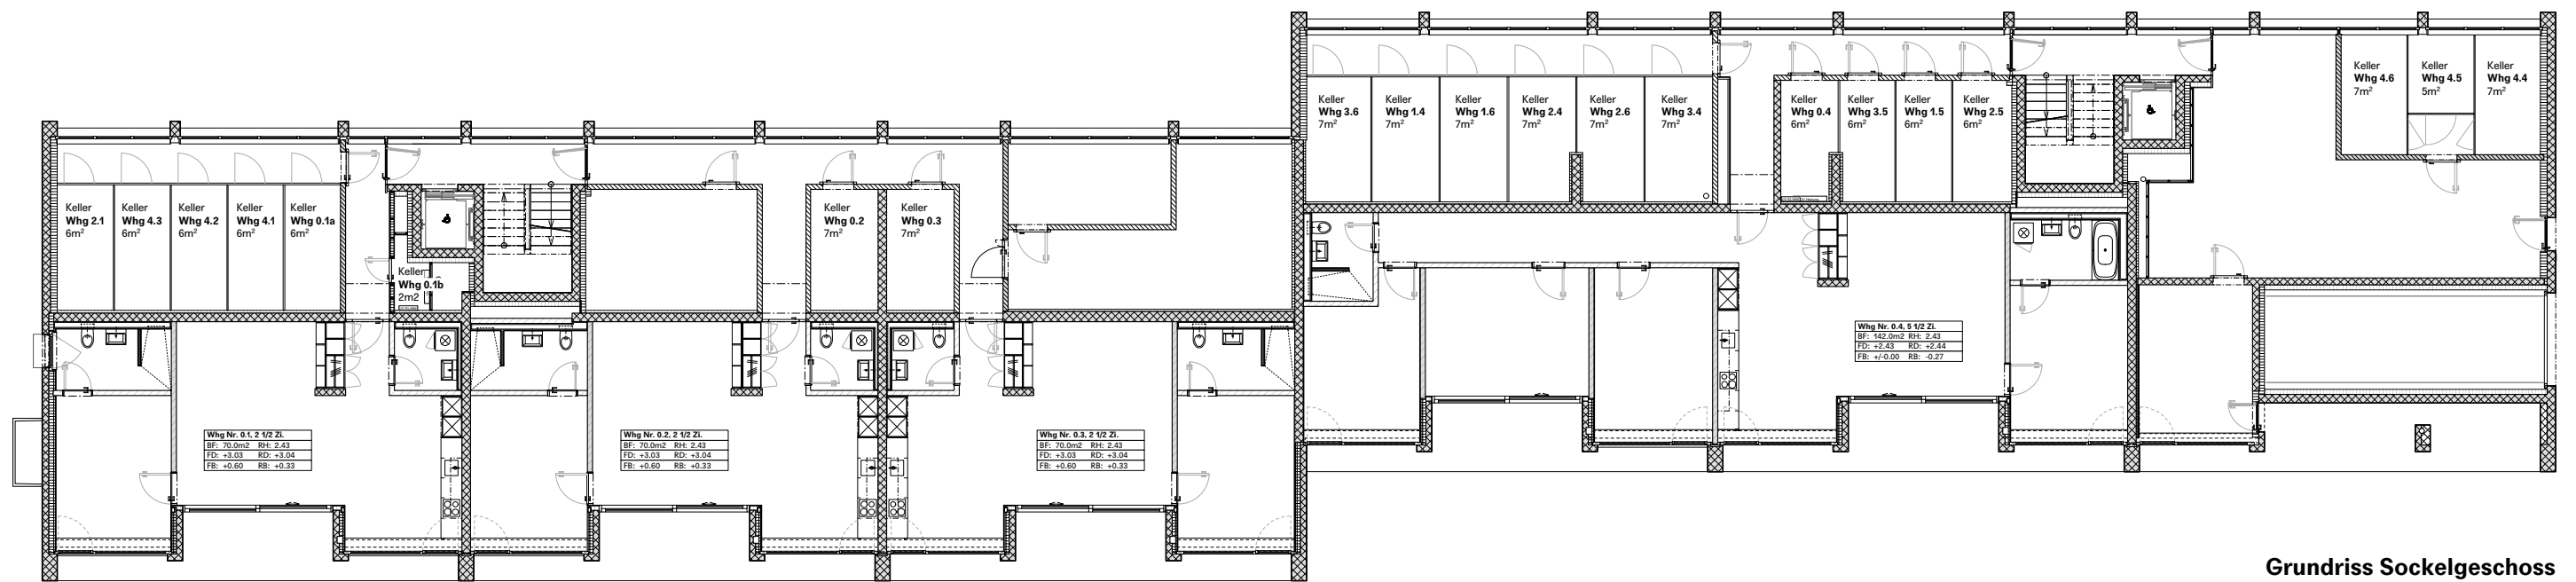 Keller
Whg 2.1
6m²
Keller
Whg 4.3
6m²
Keller
Whg 4.2
6m²
Keller
Whg 4.1
6m²
Keller
Whg 0.1a
6m²
Keller
Whg 0.1b
2m2
Keller
Whg 0.2
7m²
Keller
Whg 0.3
7m²
Keller
Whg 3.6
7m²
Keller
Whg 1.4
7m²
Keller
Whg 1.6
7m²
Keller
Whg 2.4
7m²
Keller
Whg 2.6
7m²
Keller
Whg 3.4
7m²
Keller
Whg 0.4
6m²
Keller
Whg 3.5
6m²
Keller
Whg 1.5
6m²
Keller
Whg 2.5
6m²
Keller
Whg 4.6
7m²
Keller
Whg 4.5
5m²
Keller
Whg 4.4
7m²
Whg Nr. 0.1, 2 1/2 Zi.
BF: 70.0m2 RH: 2.43
FD: +3.03 RD: +3.04
FB: +0.60 RB: +0.33
Whg Nr. 0.2, 2 1/2 Zi.
BF: 70.0m2 RH: 2.43
FD: +3.03 RD: +3.04
FB: +0.60 RB: +0.33
Whg Nr. 0.3, 2 1/2 Zi.
BF: 70.0m2 RH: 2.43
FD: +3.03 RD: +3.04
FB: +0.60 RB: +0.33
Whg Nr. 0.4, 5 1/2 Zi.
BF: 142.0m2 RH: 2.43
FD: +2.43 RD: +2.44
FB: +/-0.00 RB: -0.27
Grundriss Sockelgeschoss